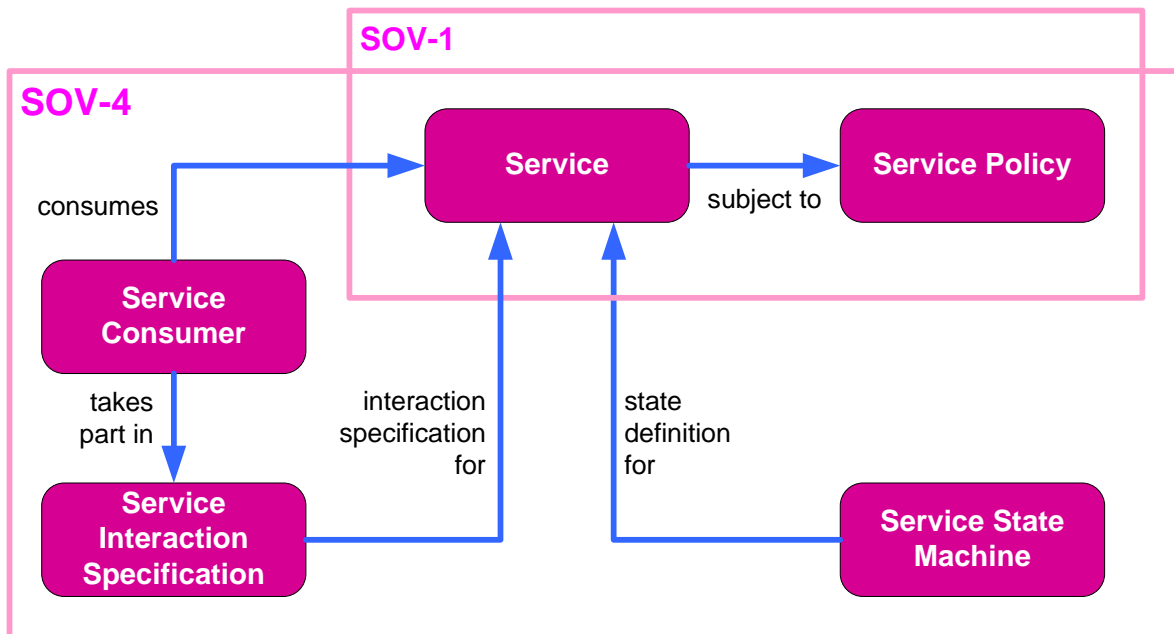 SOV-1
SOV-4
Service
Service Policy
consumes
subject to
Service
Consumer
takes
part in
interaction
specification
for
state
definition
for
Service
Interaction
Specification
Service State
Machine